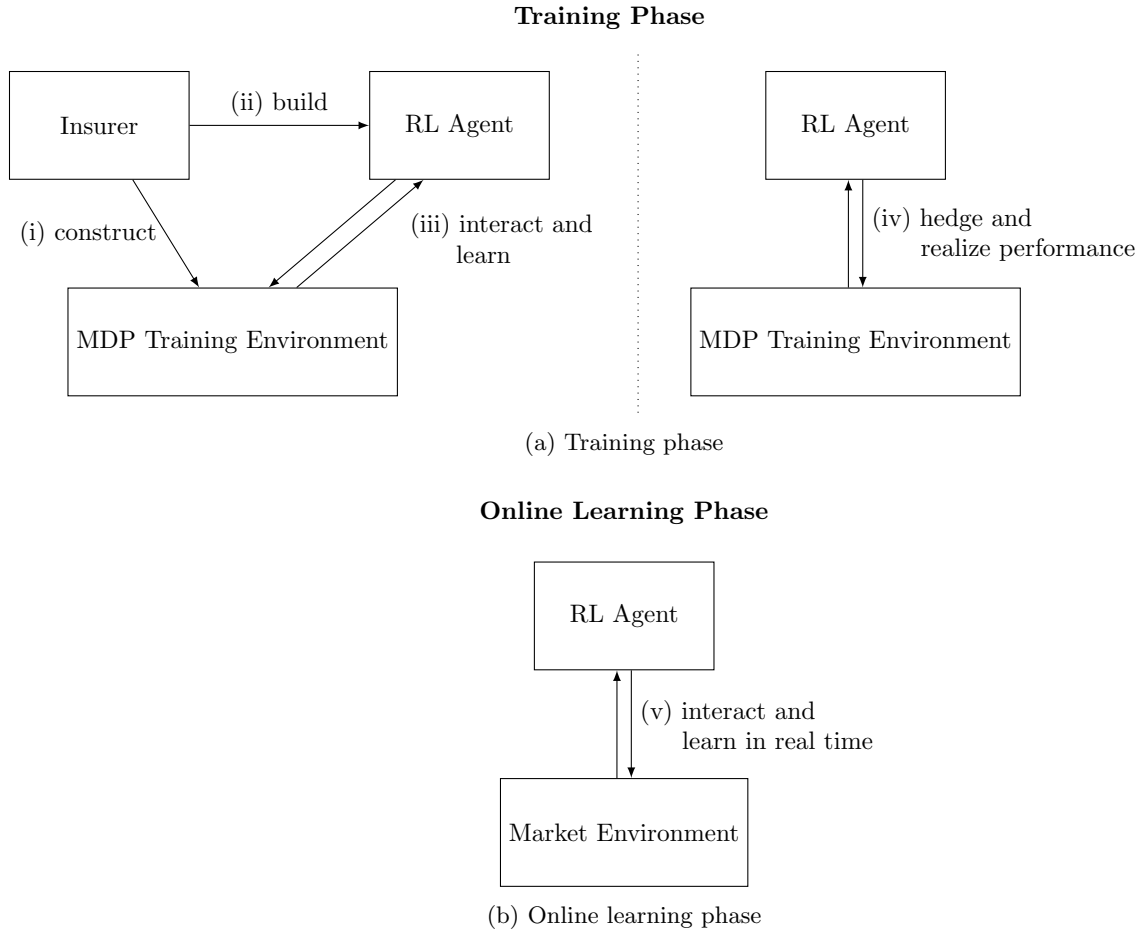 Training Phase
Insurer
(ii) build
RL Agent
(i) construct
(iii) interact and
learn
MDP Training Environment
RL Agent
(iv) hedge and
realize performance
MDP Training Environment
(a) Training phase
Online Learning Phase
RL Agent
(v) interact and
learn in real time
Market Environment
(b) Online learning phase